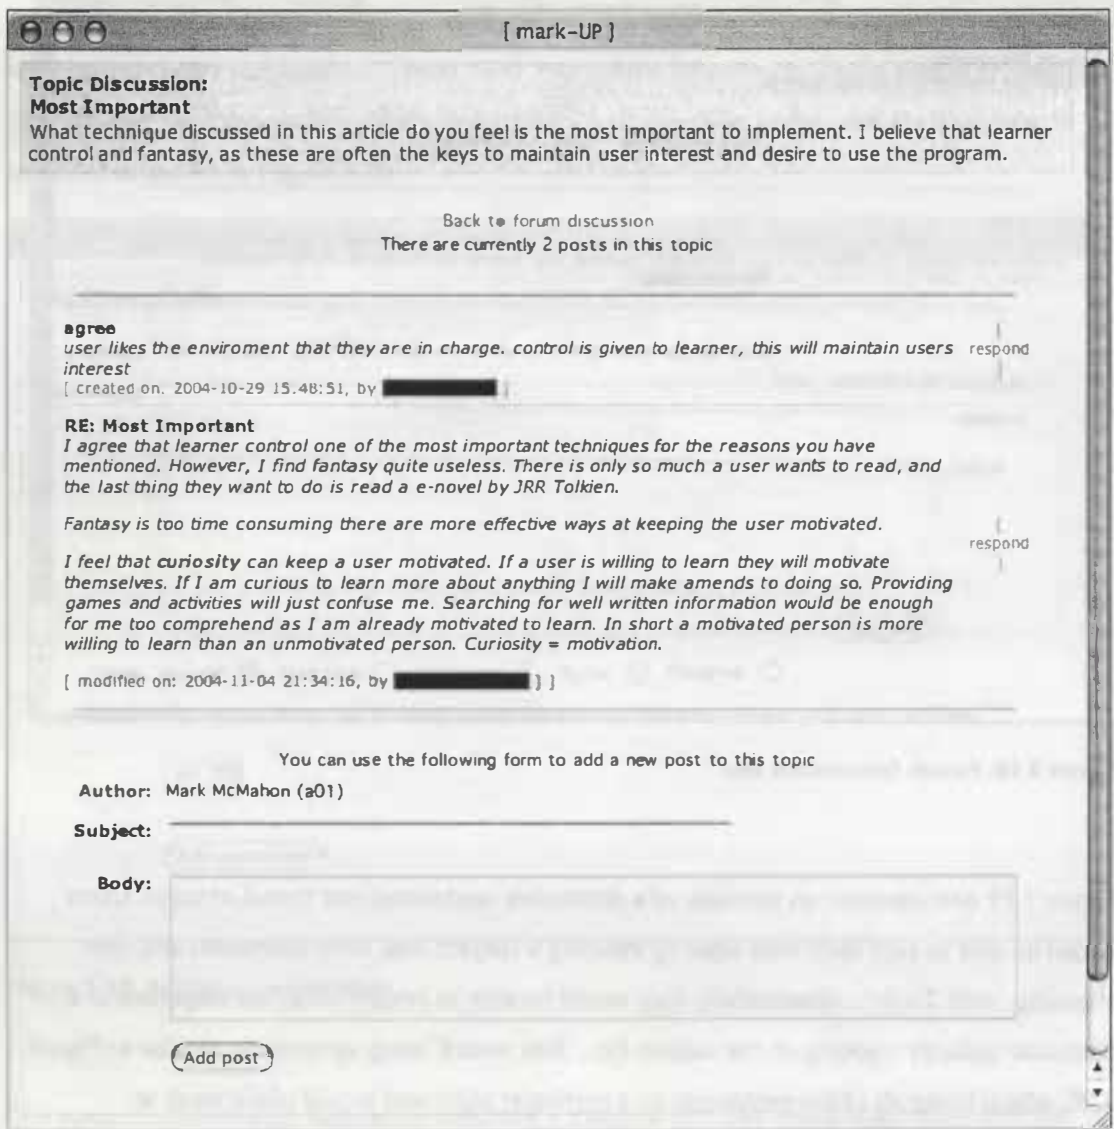 [ mark-UP ]
Topic Discussion:
Most Important
What technique discussed in this article do you feel is the most important to implement. I believe that learner
control and fantasy, as these are often the keys to maintain user interest and desire to use the program.
Back to forum discussion
There are currently 2 posts in this topic
agree
user likes the enviroment that they are in charge. control is given to learner, this will maintain users
interest
[ created on: 2004-10-29 15:48:51, by ]
[
respond
]
RE: Most Important
I agree that learner control one of the most important techniques for the reasons you have
mentioned. However, I find fantasy quite useless. There is only so much a user wants to read, and
the last thing they want to do is read a e-novel by JRR Tolkien.
Fantasy is too time consuming there are more effective ways at keeping the user motivated.
I feel that curiosity can keep a user motivated. If a user is willing to learn they will motivate
themselves. If I am curious to learn more about anything I will make amends to doing so. Providing
games and activities will just confuse me. Searching for well written information would be enough
for me too comprehend as I am already motivated to learn. In short a motivated person is more
willing to learn than an unmotivated person. Curiosity = motivation.
[ modified on: 2004-11-04 21:34:16, by ] ]
[
respond
]
You can use the following form to add a new post to this topic
Author: Mark McMahon (a01)
Subject:
Body:
Add post